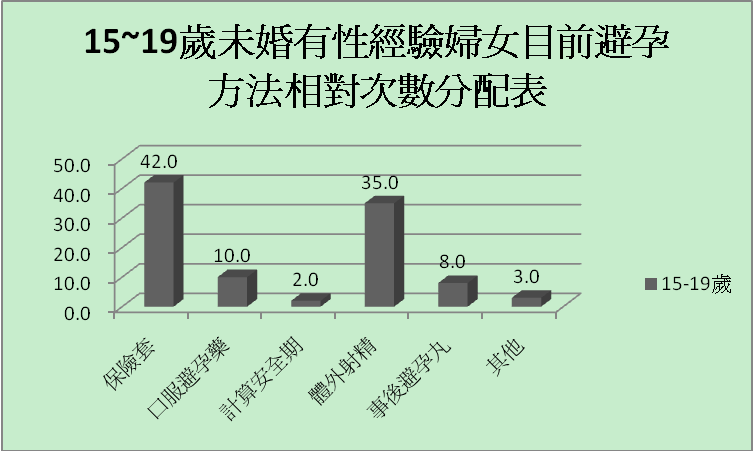 15~19歲未婚有性經驗婦女目前避孕
方法相對次數分配表
50.0
40.0
30.0
20.0
10.0
0.0
42.0
10.0
2.0
35.0
8.0
3.0
保險套
口服避孕藥
計算安全期
體外射精
事後避孕丸
其他
15-19歲